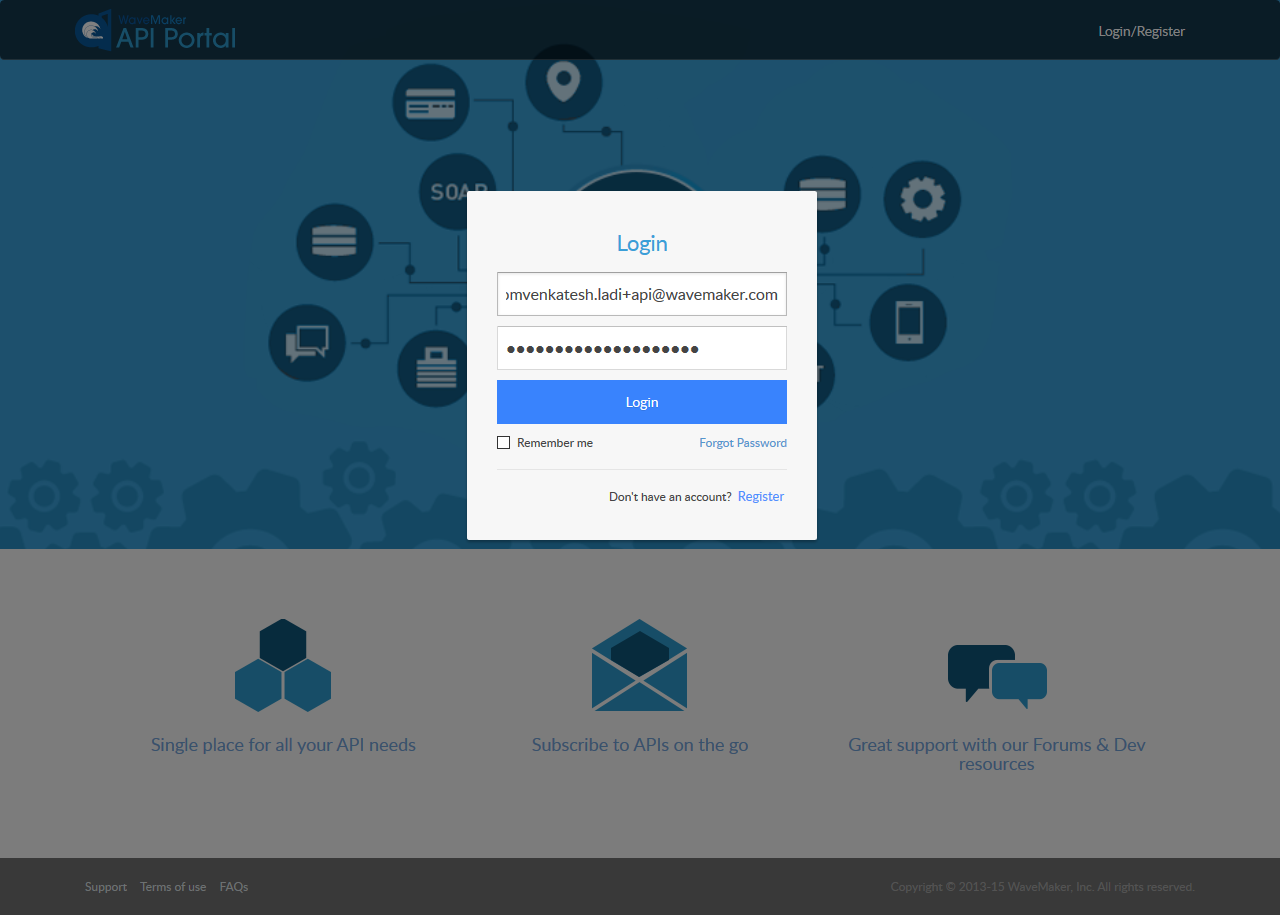 WaveMaker
API Portal
Login/Register
SOAP
Login
omvenkatesh.ladi+api@wavemaker.com
Login
Remember me
Forgot Password
Don't have an account? Register
Single place for all your API needs
Subscribe to APIs on the go
Great support with our Forums & Dev
resources
Support Terms of use FAQs
Copyright © 2013-15 WaveMaker, Inc. All rights reserved.